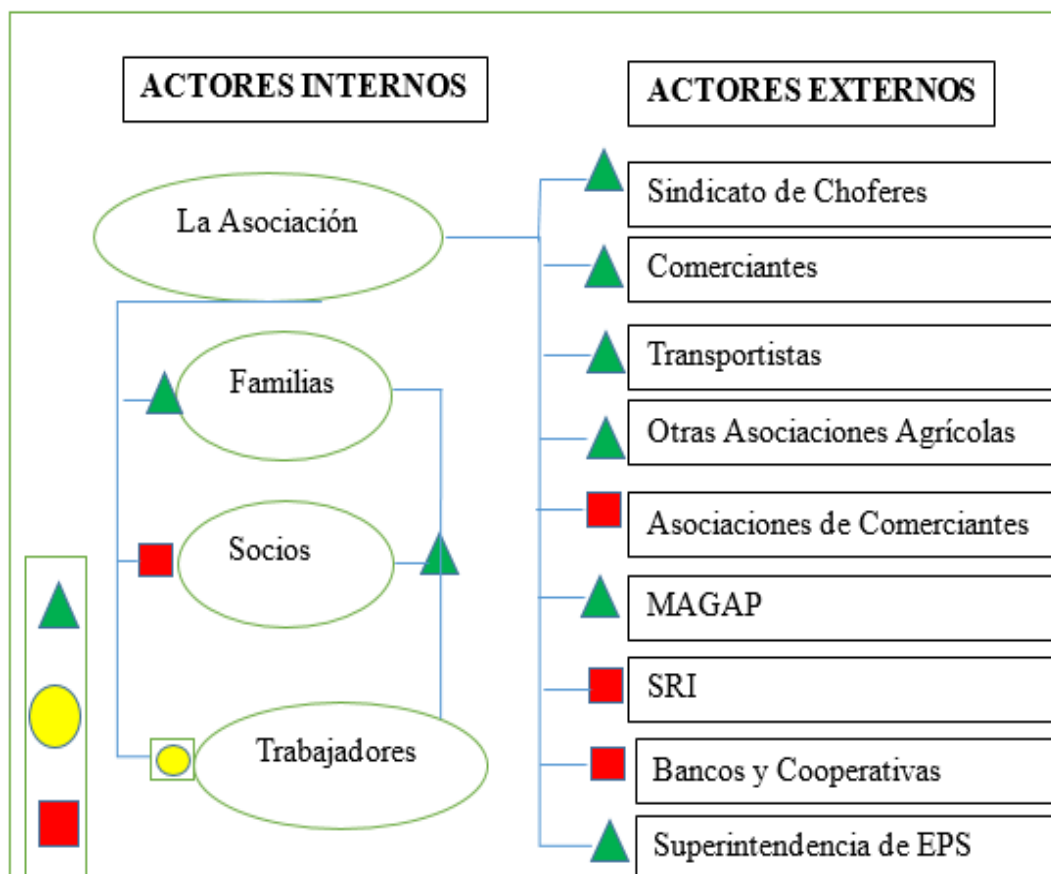 ACTORES INTERNOS
La Asociación
Familias
Socios
Trabajadores
ACTORES EXTERNOS
Sindicato de Choferes
Comerciantes
Transportistas
Otras Asociaciones Agrícolas
Asociaciones de Comerciantes
MAGAP
SRI
Bancos y Cooperativas
Superintendencia de EPS